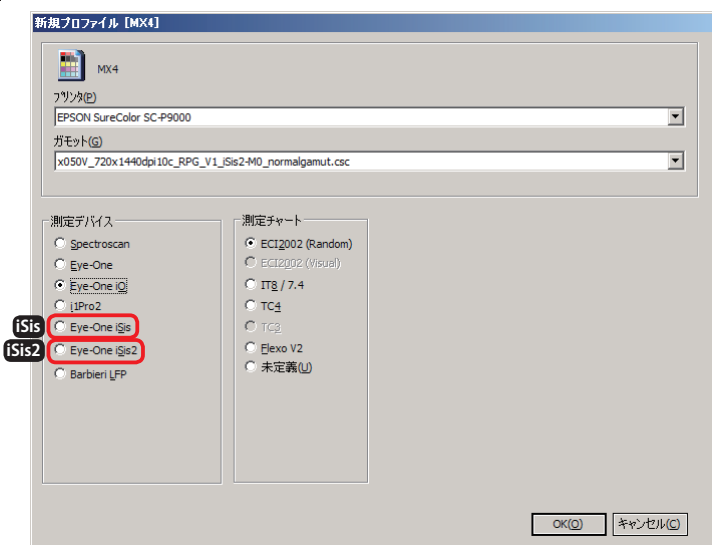 新規プロファイル [MX4]
MX4
プリンタ(P)
EPSON SureColor SC-P9000
ガモット(G)
x050V_720x1440dpi10c_RPG_V1_iSis2-M0_normalgamut.csc
測定デバイス
Spectroscan
Eye-One
Eye-One iO
i1Pro2
iSis
Eye-One iSis
iSis2
Eye-One iSis2
Barbieri LFP
測定チャート
ECI2002 (Random)
ECI2002 (Visual)
IT8 / 7.4
TC4
TC3
Flexo V2
未定義(U)
OK(O)
キャンセル(C)